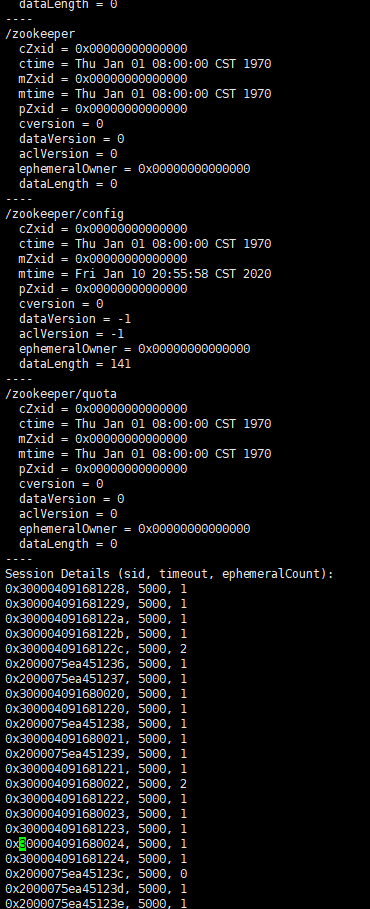 dataLength = 0
----
/zookeeper
cZxid = 0x00000000000000
ctime = Thu Jan 01 08:00:00 CST 1970
mZxid = 0x00000000000000
mtime = Thu Jan 01 08:00:00 CST 1970
pZxid = 0x00000000000000
cversion = 0
dataVersion = 0
aclVersion = 0
ephemeralOwner = 0x00000000000000
dataLength = 0
----
/zookeeper/config
cZxid = 0x00000000000000
ctime = Thu Jan 01 08:00:00 CST 1970
mZxid = 0x00000000000000
mtime = Fri Jan 10 20:55:58 CST 2020
pZxid = 0x00000000000000
cversion = 0
dataVersion = -1
aclVersion = -1
ephemeralOwner = 0x00000000000000
dataLength = 141
----
/zookeeper/quota
cZxid = 0x00000000000000
ctime = Thu Jan 01 08:00:00 CST 1970
mZxid = 0x00000000000000
mtime = Thu Jan 01 08:00:00 CST 1970
pZxid = 0x00000000000000
cversion = 0
dataVersion = 0
aclVersion = 0
ephemeralOwner = 0x00000000000000
dataLength = 0
----
Session Details (sid, timeout, ephemeralCount):
0x300004091681228, 5000, 1
0x300004091681229, 5000, 1
0x30000409168122a, 5000, 1
0x30000409168122b, 5000, 1
0x30000409168122c, 5000, 2
0x2000075ea451236, 5000, 1
0x2000075ea451237, 5000, 1
0x300004091680020, 5000, 1
0x300004091681220, 5000, 1
0x2000075ea451238, 5000, 1
0x300004091680021, 5000, 1
0x2000075ea451239, 5000, 1
0x300004091681221, 5000, 1
0x300004091680022, 5000, 2
0x300004091681222, 5000, 1
0x300004091680023, 5000, 1
0x300004091681223, 5000, 1
0x300004091680024, 5000, 1
0x300004091681224, 5000, 1
0x2000075ea45123c, 5000, 0
0x2000075ea45123d, 5000, 1
0x2000075ea45123e, 5000, 1